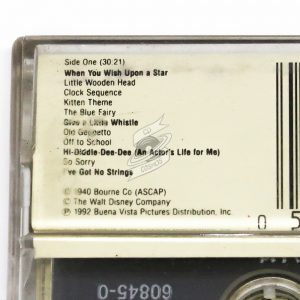 Side One (30:21)
When You Wish Upon a Star
Little Wooden Head
Clock Sequence
Kitten Theme
The Blue Fairy
Give a Little Whistle
Old Geppetto
Off to School
Hi-Diddle-Dee-Dee (An Actor's Life for Me)
So Sorry
I've Got No Strings
© 1940 Bourne Co (ASCAP)
© The Walt Disney Company
℗ 1992 Buena Vista Pictures Distribution, Inc.
0 5
60845-0